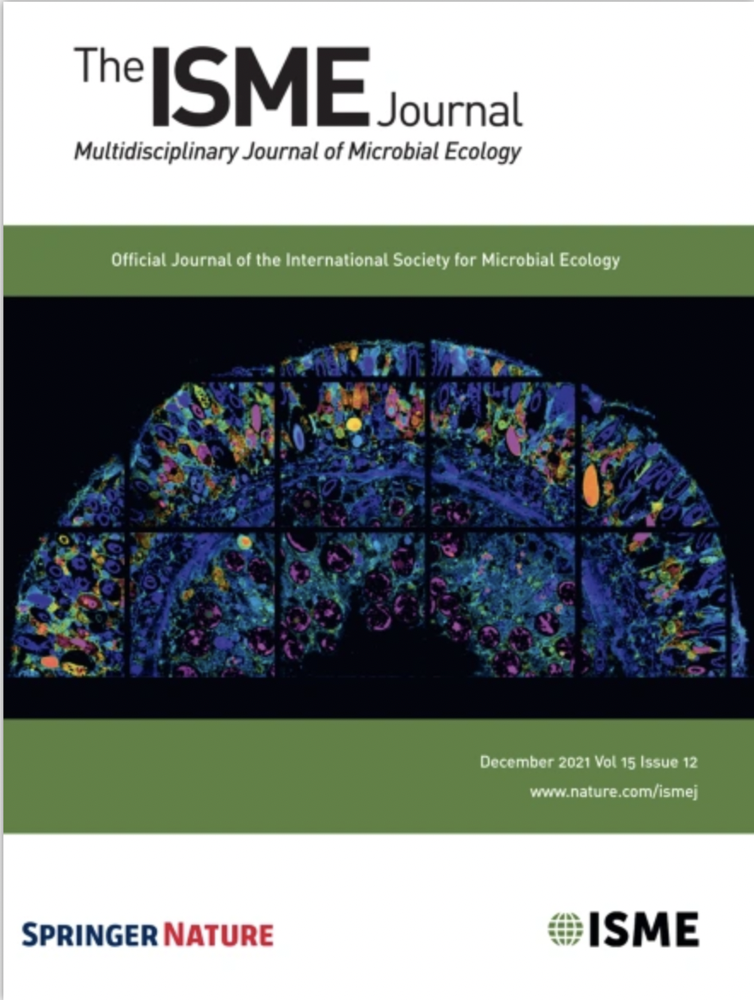 The ISME Journal
Multidisciplinary Journal of Microbial Ecology
Official Journal of the International Society for Microbial Ecology
December 2021 Vol 15 Issue 12
www.nature.com/ismej
SPRINGER NATURE
ISME